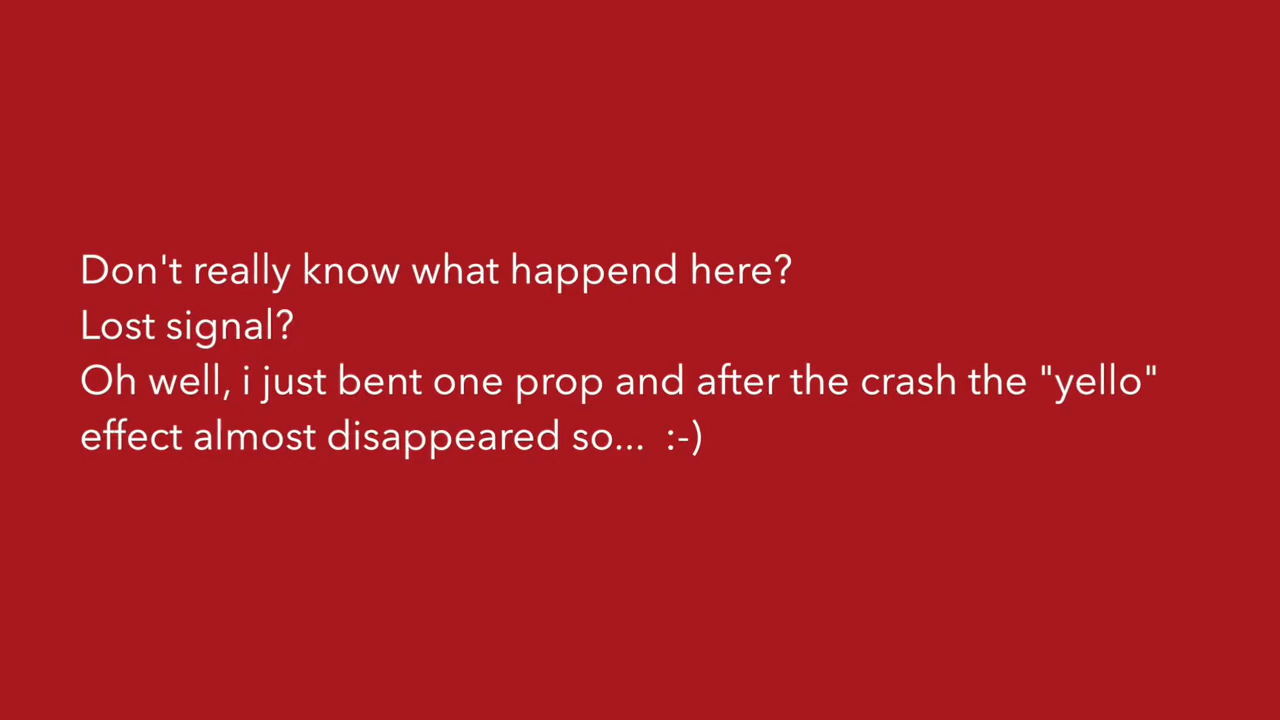 Don't really know what happend here?
Lost signal?
Oh well, i just bent one prop and after the crash the "yello"
effect almost disappeared so... :-)